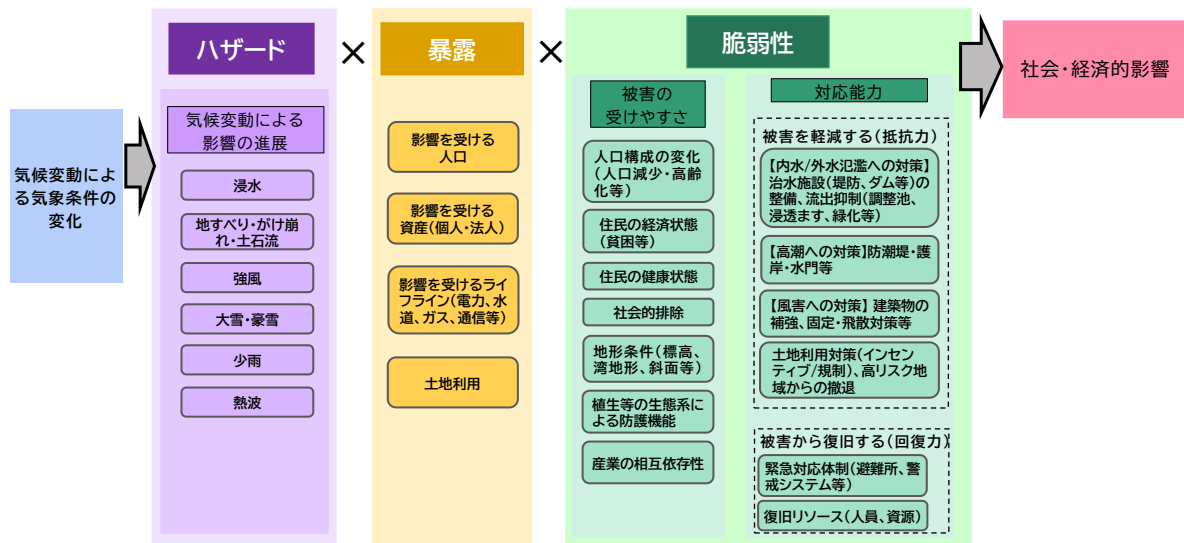 気候変動によ
る気象条件の
変化
ハザード
気候変動による
影響の進展
浸水
地すべり・がけ崩
れ・土石流
強風
大雪・豪雪
少雨
熱波
×
暴露
影響を受ける
人口
影響を受ける
資産(個人・法人)
影響を受けるライ
フライン(電力、水
道、ガス、通信等)
土地利用
×
脆弱性
被害の
受けやすさ
人口構成の変化
(人口減少・高齢
化等)
住民の経済状態
(貧困等)
住民の健康状態
社会的排除
地形条件(標高、
湾地形、斜面等)
植生等の生態系に
よる防護機能
産業の相互依存性
対応能力
被害を軽減する(抵抗力)
【内水/外水氾濫への対策】
治水施設(堤防、ダム等)の
整備、流出抑制(調整池、
浸透ます、緑化等)
【高潮への対策】防潮堤・護
岸・水門等
【風害への対策】 建築物の
補強、固定・飛散対策等
土地利用対策(インセン
ティブ/規制)、高リスク地
域からの撤退
被害から復旧する(回復力)
緊急対応体制(避難所、警
戒システム等)
復旧リソース(人員、資源)
社会・経済的影響